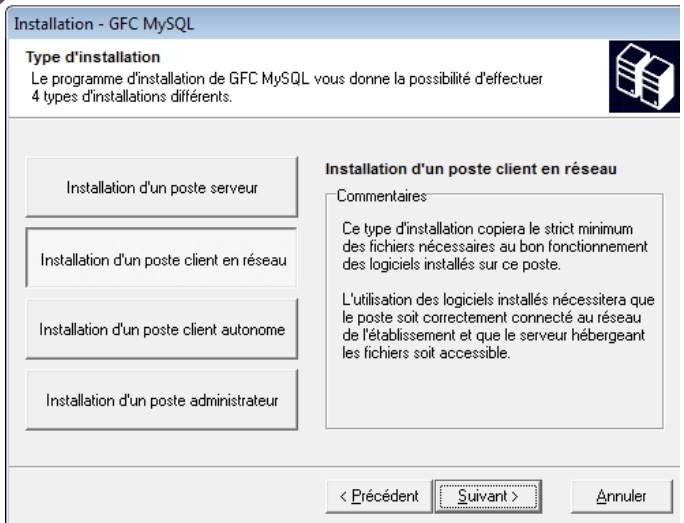 Installation - GFC MySQL
Type d'installation
Le programme d'installation de GFC MySQL vous donne la possibilité d'effectuer
4 types d'installations différents.
Installation d'un poste serveur
Installation d'un poste client en réseau
Installation d'un poste client autonome
Installation d'un poste administrateur
Installation d'un poste client en réseau
Commentaires
Ce type d'installation copiera le strict minimum
des fichiers nécessaires au bon fonctionnement
des logiciels installés sur ce poste.
L'utilisation des logiciels installés nécessitera que
le poste soit correctement connecté au réseau
de l'établissement et que le serveur hébergeant
les fichiers soit accessible.
< Précédent
Suivant >
Annuler